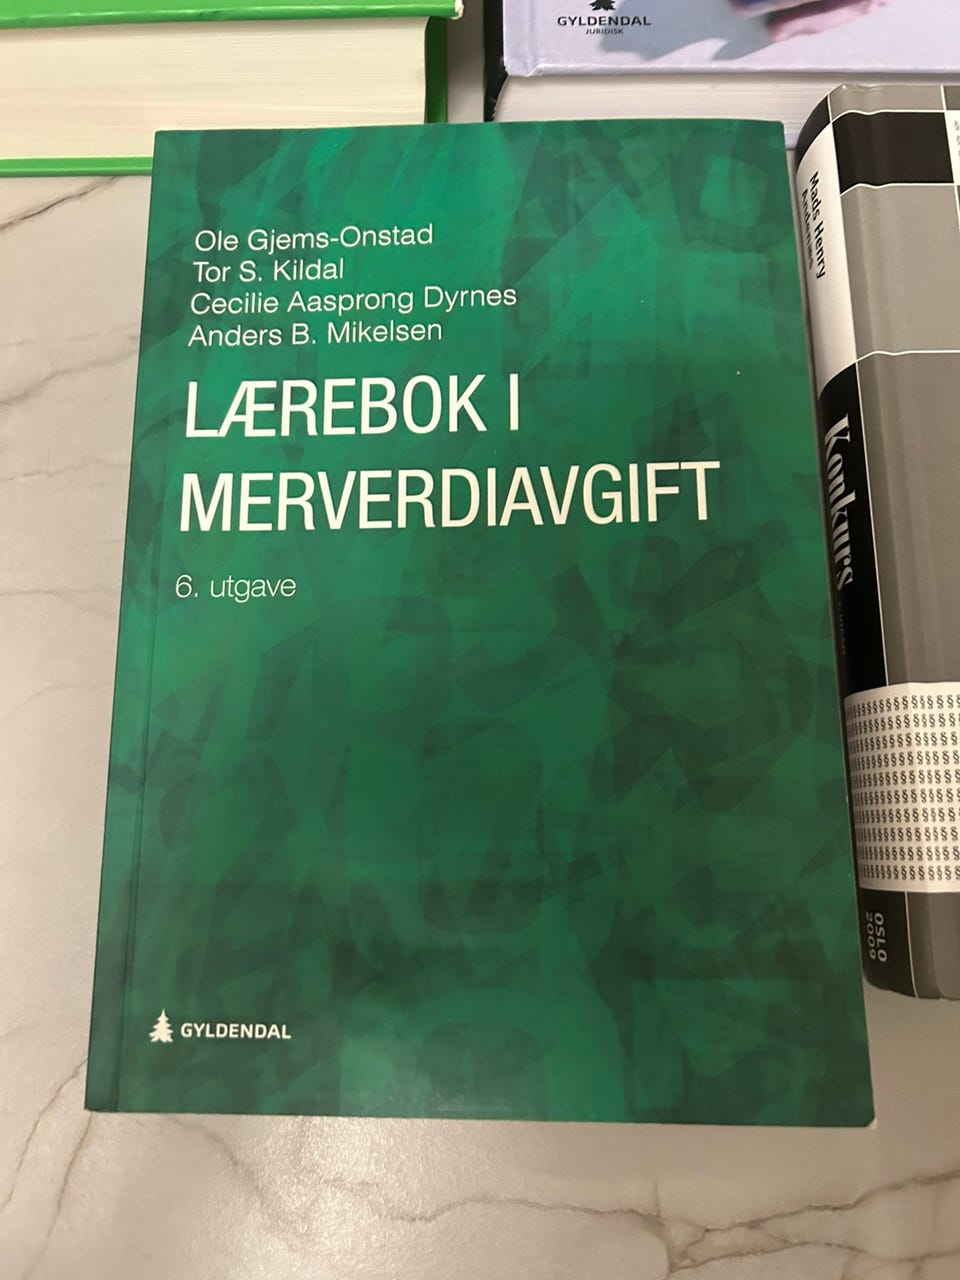 GYLDENDAL
JURIDISK
Ole Gjems-Onstad
Tor S. Kildal
Cecilie Aasprong Dyrnes
Anders B. Mikelsen
LÆREBOK I
MERVERDIAVGIFT
6. utgave
GYLDENDAL
Mads Henry
Andenæs
Konkurs
OSLO
2009